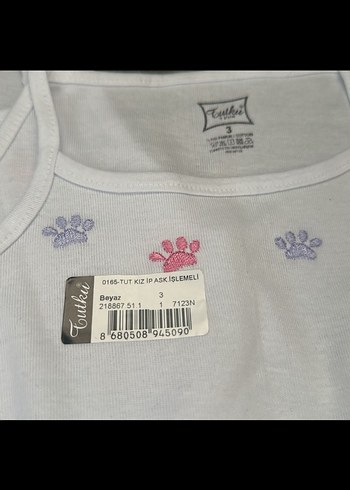 Tutku
3
Tutku
0165-TUT KIZ İP ASK.İŞLEMELİ
Beyaz 3
218867.51.1 1 7123N
8 680508 945090